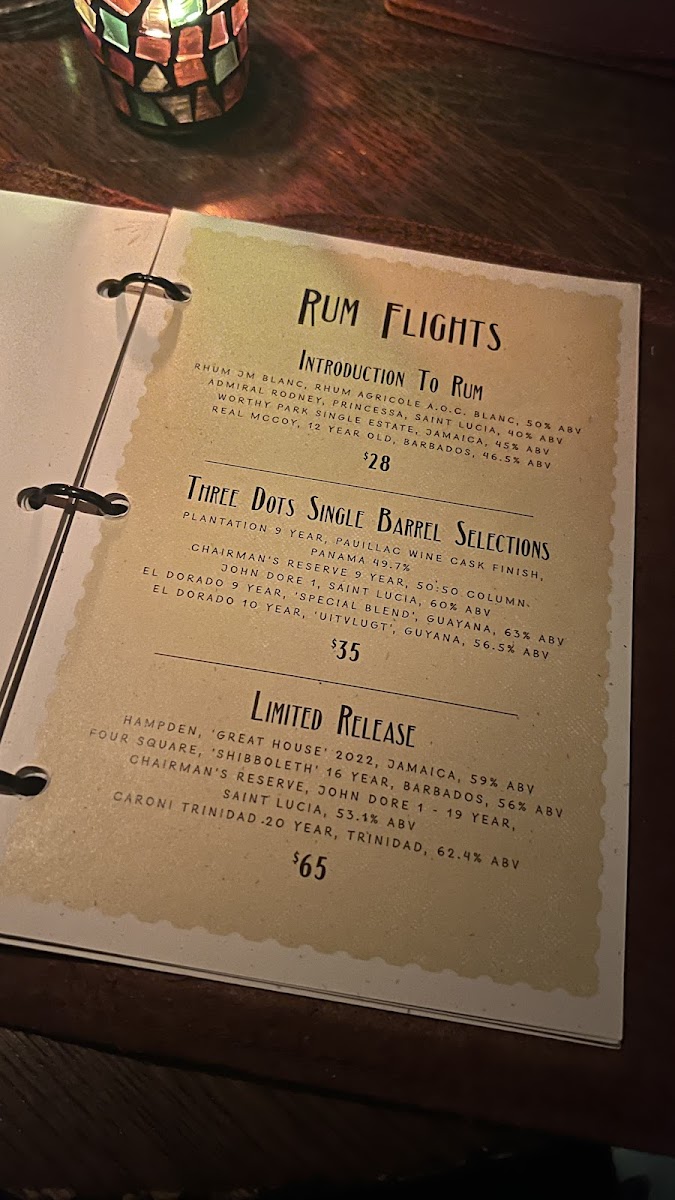 RUM FLIGHTS
INTRODUCTION TO RUM
RHUM JM BLANC, RHUM AGRICOLE A.O.C. BLANC, 50% ABV
ADMIRAL RODNEY, PRINCESSA, SAINT LUCIA, 40% ABV
WORTHY PARK SINGLE ESTATE, JAMAICA, 45% ABV
REAL MCCOY, 12 YEAR OLD, BARBADOS, 46.5% ABV
$28
THREE DOTS SINGLE BARREL SELECTIONS
PLANTATION 9 YEAR, PAUILLAC WINE CASK FINISH,
PANAMA 49.7%
CHAIRMAN'S RESERVE 9 YEAR, 50:50 COLUMN-
JOHN DORE 1, SAINT LUCIA, 60% ABV
EL DORADO 9 YEAR, 'SPECIAL BLEND', GUAYANA, 63% ABV
EL DORADO 10 YEAR, 'UITVLUGT', GUYANA, 56.5% ABV
$35
LIMITED RELEASE
HAMPDEN, 'GREAT HOUSE' 2022, JAMAICA, 59% ABV
FOUR SQUARE, 'SHIBBOLETH' 16 YEAR, BARBADOS, 56% ABV
CHAIRMAN'S RESERVE, JOHN DORE 1 - 19 YEAR,
SAINT LUCIA, 53.1% ABV
CARONI TRINIDAD 20 YEAR, TRINIDAD, 62.4% ABV
$65